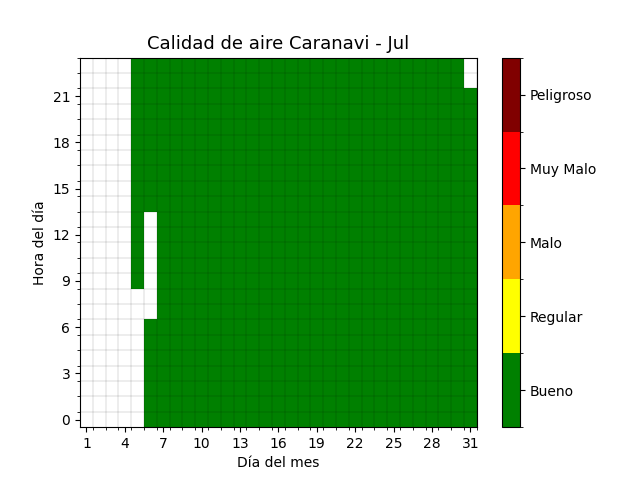 Calidad de aire Caranavi - Jul
Hora del día
21
18
15
12
9
6
3
0
1 4 7 10 13 16 19 22 25 28 31
Día del mes
Peligroso
Muy Malo
Malo
Regular
Bueno